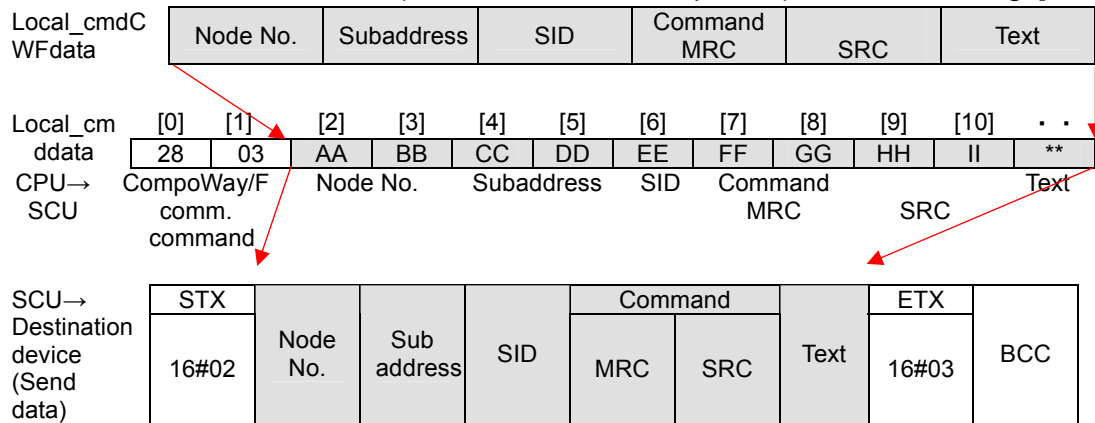 Local_cmdC
WFdata
Node No. Subaddress SID Command MRC SRC Text
Local_cm
ddata
[0] [1] [2] [3] [4] [5] [6] [7] [8] [9] [10] ・・
28 03 AA BB CC DD EE FF GG HH II **
CPU→
SCU
CompoWay/F
comm.
command
Node No. Subaddress SID Command
MRC SRC Text
SCU→
Destination
device
(Send
data)
STX Command ETX
16#02 Node No. Sub address SID MRC SRC Text 16#03 BCC